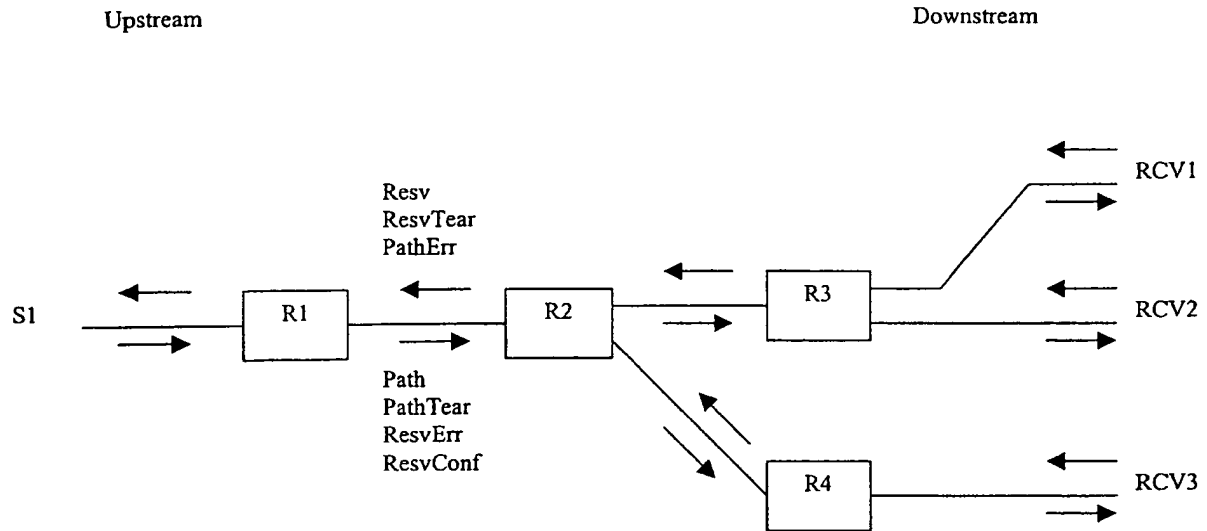 Upstream
Downstream
RCV1
Resv
ResvTear
PathErr
R3
R1
R2
S1
RCV2
Path
PathTear
ResvErr
ResvConf
R4
RCV3